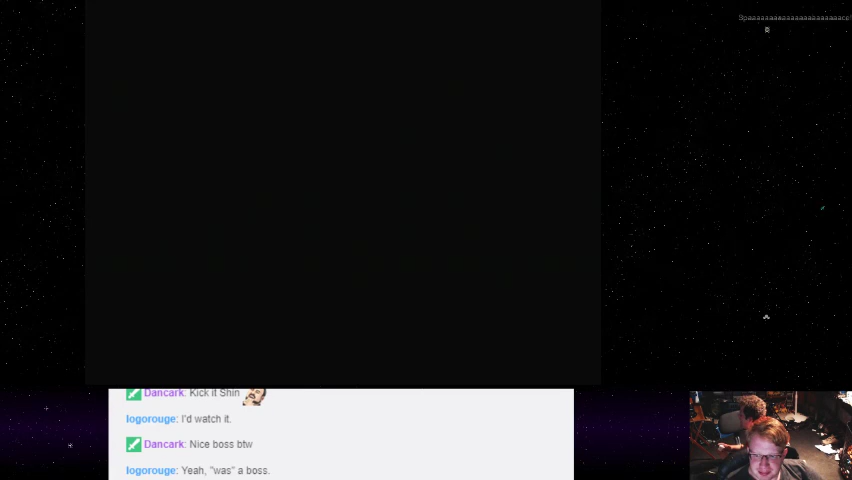 Dancark: Kick it Shin
logorouge: I'd watch it.
Dancark: Nice boss btw
logorouge: Yeah, "was" a boss.